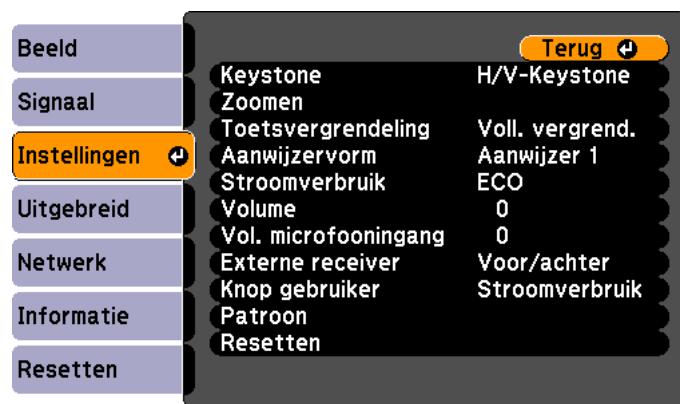 Beeld
Signaal
Instellingen
Uitgebreid
Netwerk
Informatie
Resetten
Terug
Keystone H/V-Keystone
Zoomen
Toetsvergrendeling Voll. vergrend.
Aanwijzervorm Aanwijzer 1
Stroomverbruik ECO
Volume 0
Vol. microfooningang 0
Externe receiver Voor/achter
Knop gebruiker Stroomverbruik
Patroon
Resetten